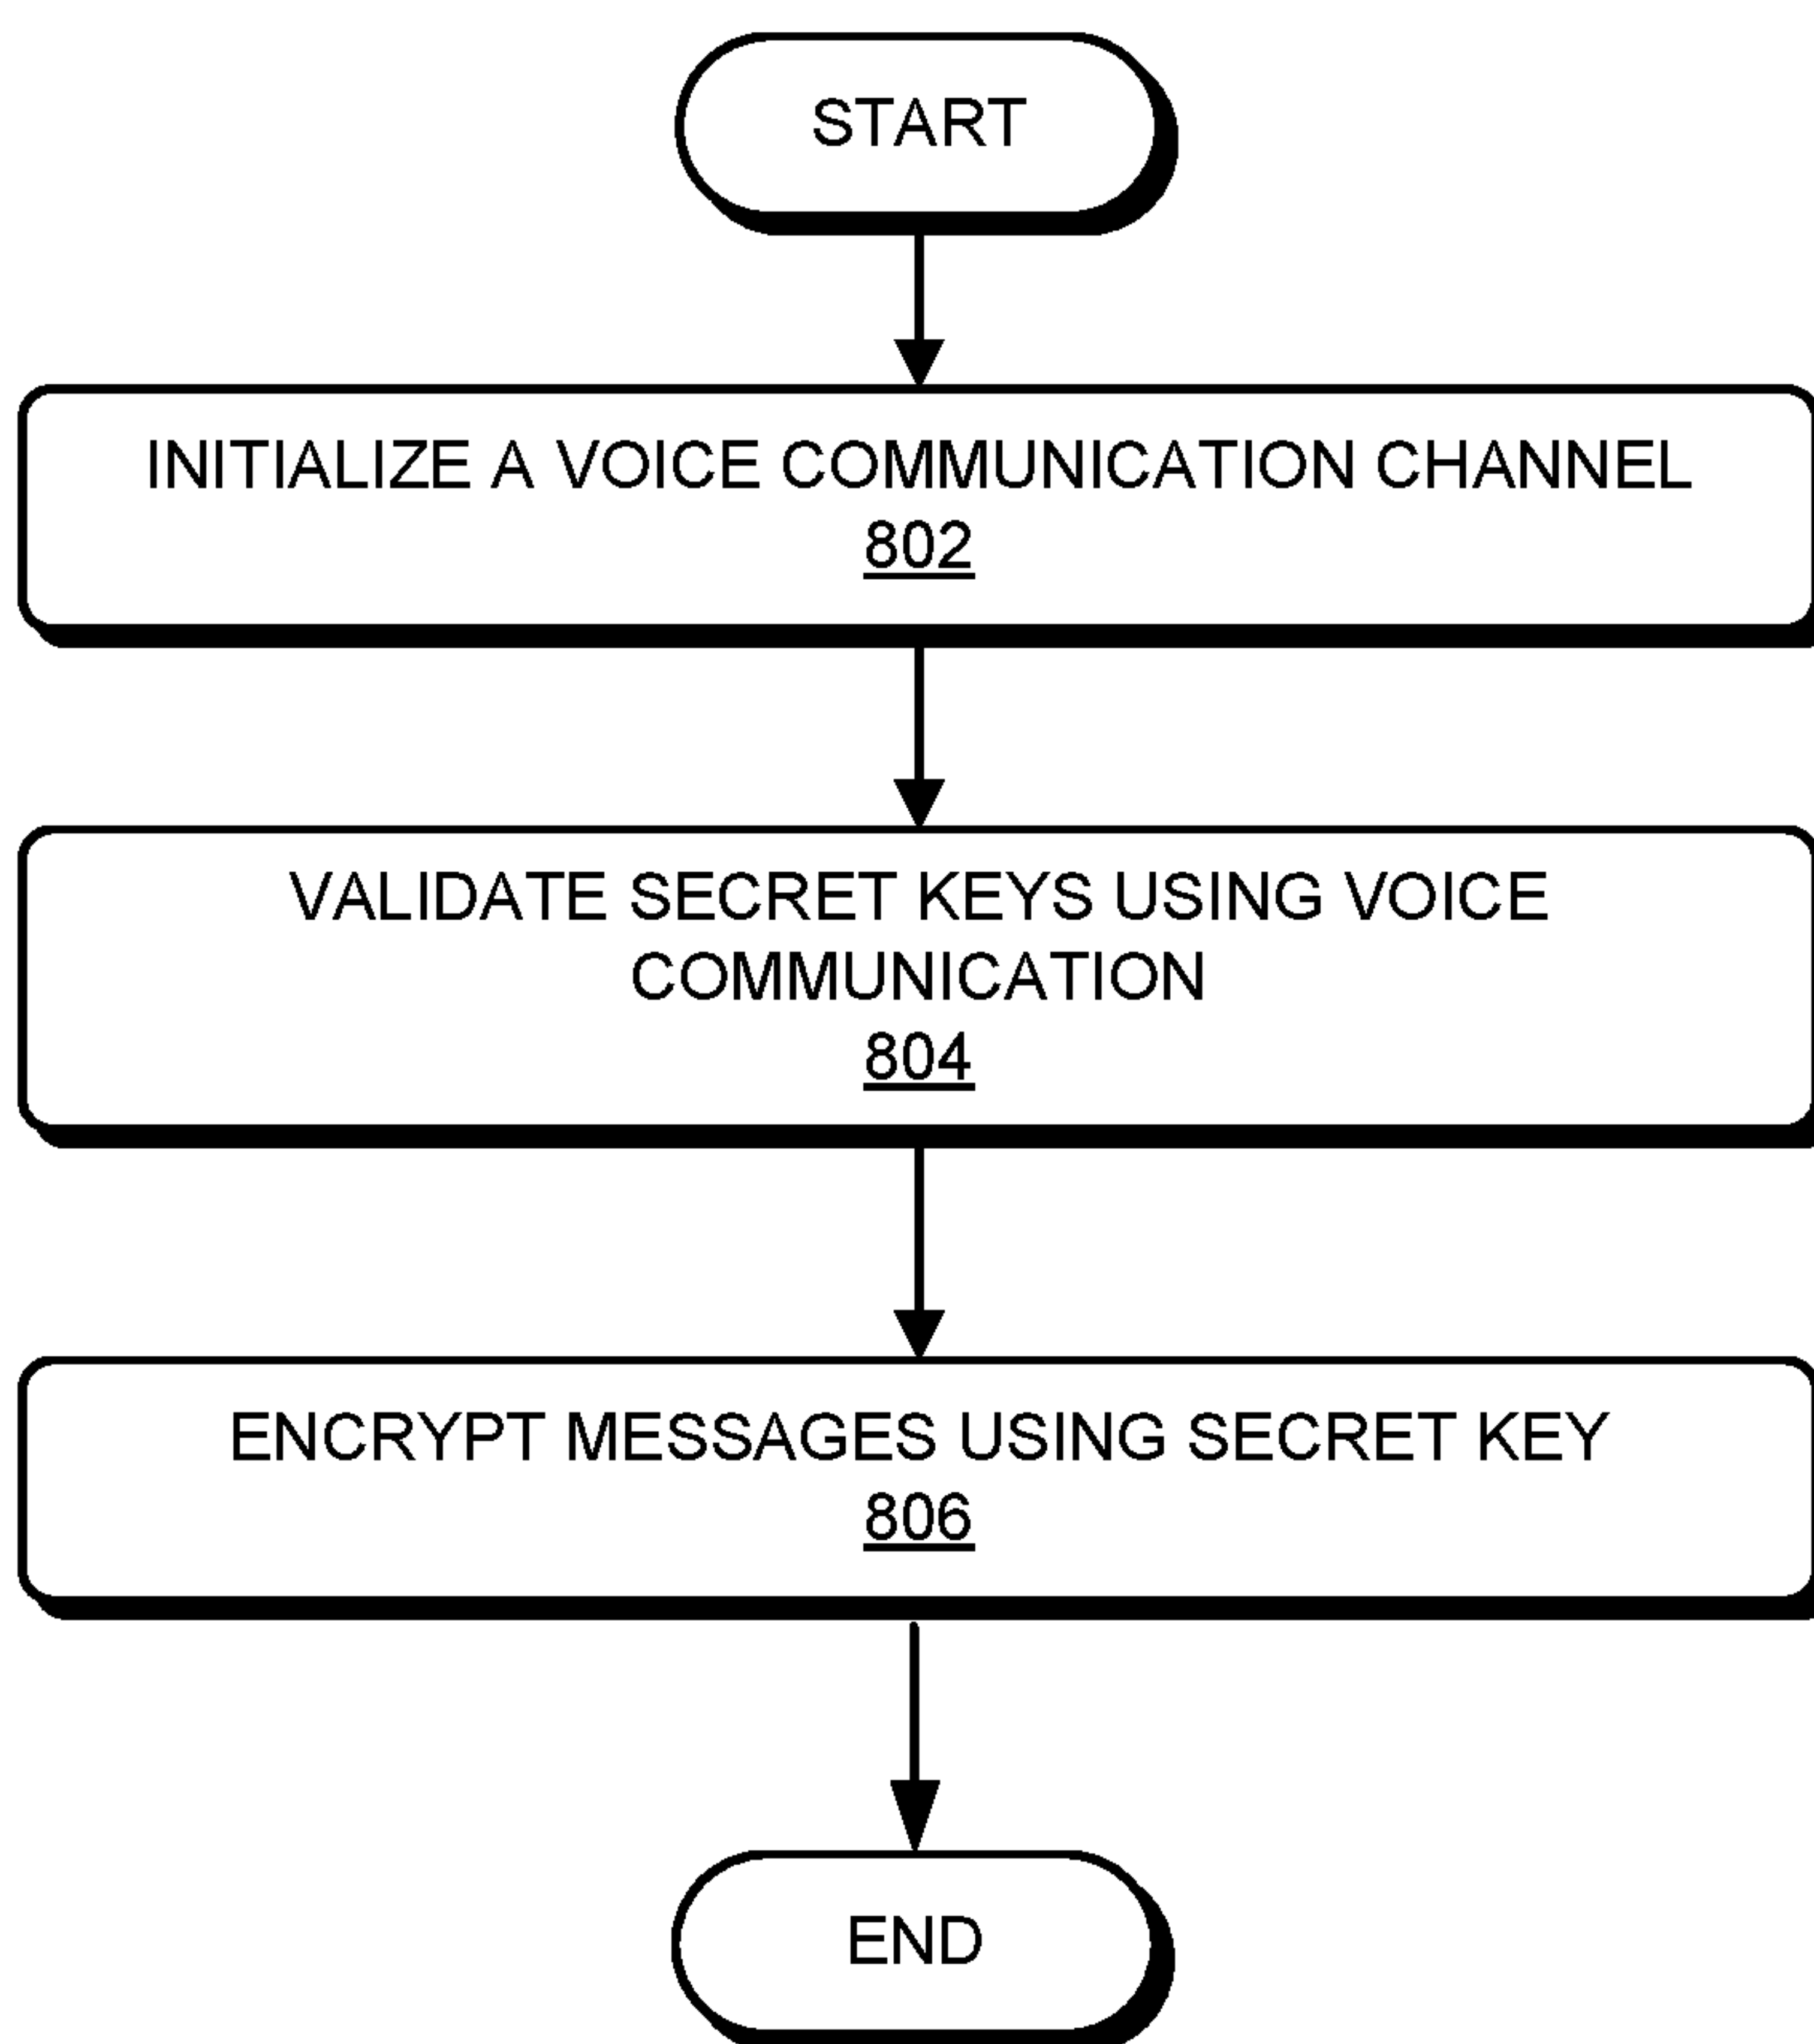 START
INITIALIZE A VOICE COMMUNICATION CHANNEL
802
VALIDATE SECRET KEYS USING VOICE
COMMUNICATION
804
ENCRYPT MESSAGES USING SECRET KEY
806
END